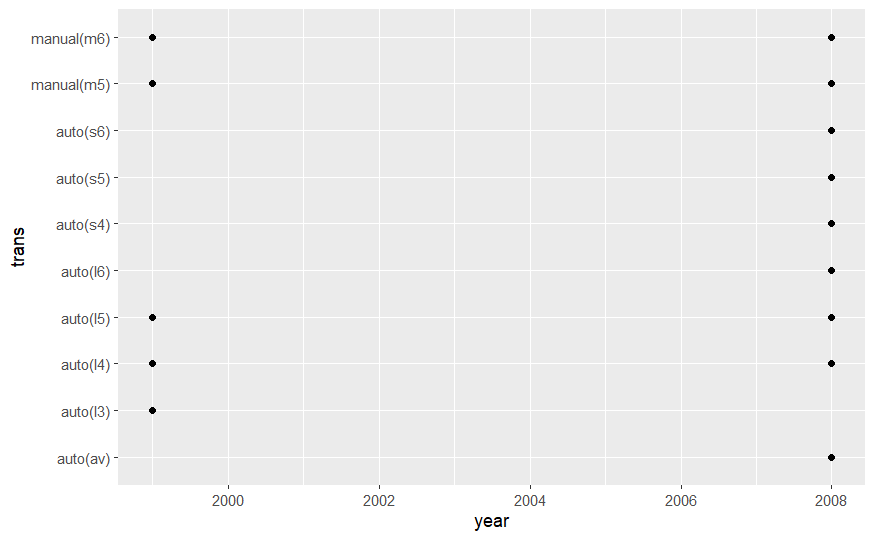 manual(m6)
manual(m5)
auto(s6)
auto(s5)
auto(s4)
auto(l6)
auto(l5)
auto(l4)
auto(l3)
auto(av)
trans
2000 2002 2004 2006 2008
year